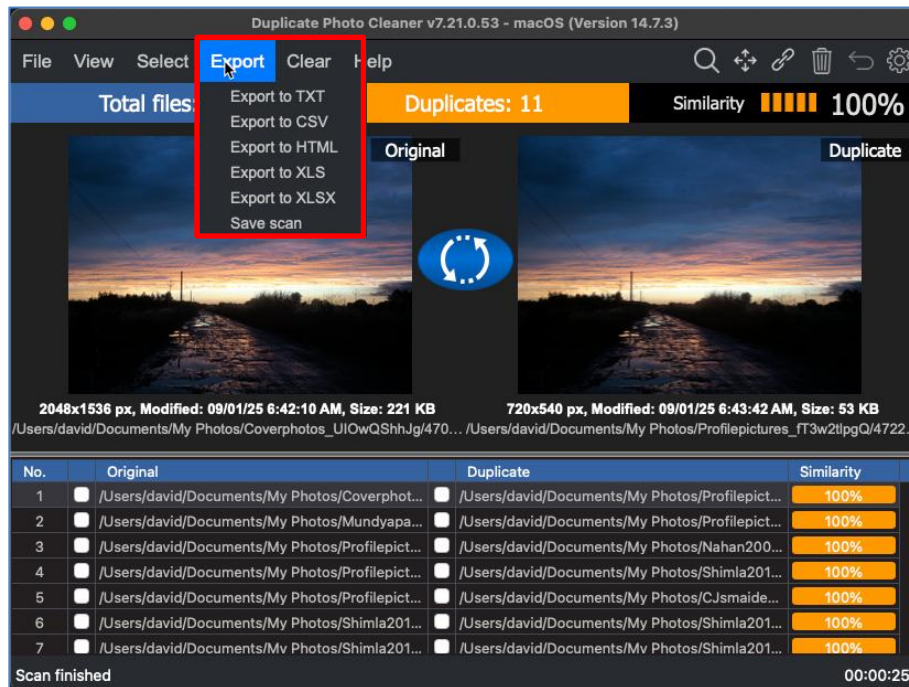 Duplicate Photo Cleaner v7.21.0.53 - macOS (Version 14.7.3)
File View Select Export Clear Help
Total files: Duplicates: 11 Similarity 100%
Export to TXT
Export to CSV
Export to HTML
Export to XLS
Export to XLSX
Save scan
Original
Duplicate
2048x1536 px, Modified: 09/01/25 6:42:10 AM, Size: 221 KB
/Users/david/Documents/My Photos/Coverphotos_UIOwQShhJg/470...
720x540 px, Modified: 09/01/25 6:43:42 AM, Size: 53 KB
/Users/david/Documents/My Photos/Profilepictures_fT3w2tlpgQ/4722...
No. Original Duplicate Similarity
1 /Users/david/Documents/My Photos/Coverphot... /Users/david/Documents/My Photos/Profilepict... 100%
2 /Users/david/Documents/My Photos/Mundyapa... /Users/david/Documents/My Photos/Profilepict... 100%
3 /Users/david/Documents/My Photos/Profilepict... /Users/david/Documents/My Photos/Nahan200... 100%
4 /Users/david/Documents/My Photos/Profilepict... /Users/david/Documents/My Photos/Shimla201... 100%
5 /Users/david/Documents/My Photos/Profilepict... /Users/david/Documents/My Photos/CJsmaide... 100%
6 /Users/david/Documents/My Photos/Shimla201... /Users/david/Documents/My Photos/Shimla201... 100%
7 /Users/david/Documents/My Photos/Shimla201... /Users/david/Documents/My Photos/Shimla201... 100%
Scan finished 00:00:25